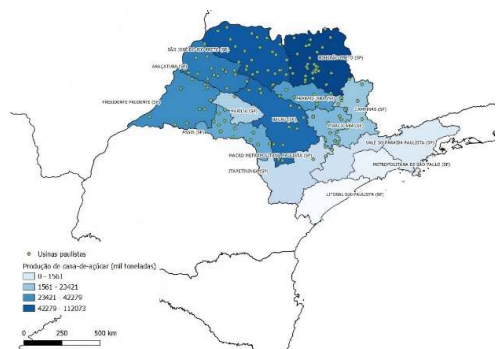 SÃO JOSÉ DO RIO PRETO (SP)
RIBEIRÃO PRETO (SP)
ARAÇATUBA (SP)
PRESIDENTE PRUDENTE (SP)
ARARAQUARA (SP)
MARÍLIA (SP)
CAMPINAS (SP)
BAURU (SP)
PIRACICABA (SP)
ASSIS (SP)
VALE DO PARAÍBA PAULISTA (SP)
MACRO METROPOLITANA PAULISTA (SP)
METROPOLITANA DE SÃO PAULO (SP)
ITAPETININGA (SP)
LITORAL SUL PAULISTA (SP)
Usinas paulistas
Produção de cana-de-açúcar (mil toneladas)
0 - 1561
1561 - 23421
23421 - 42279
42279 - 112073
0 250 500 km